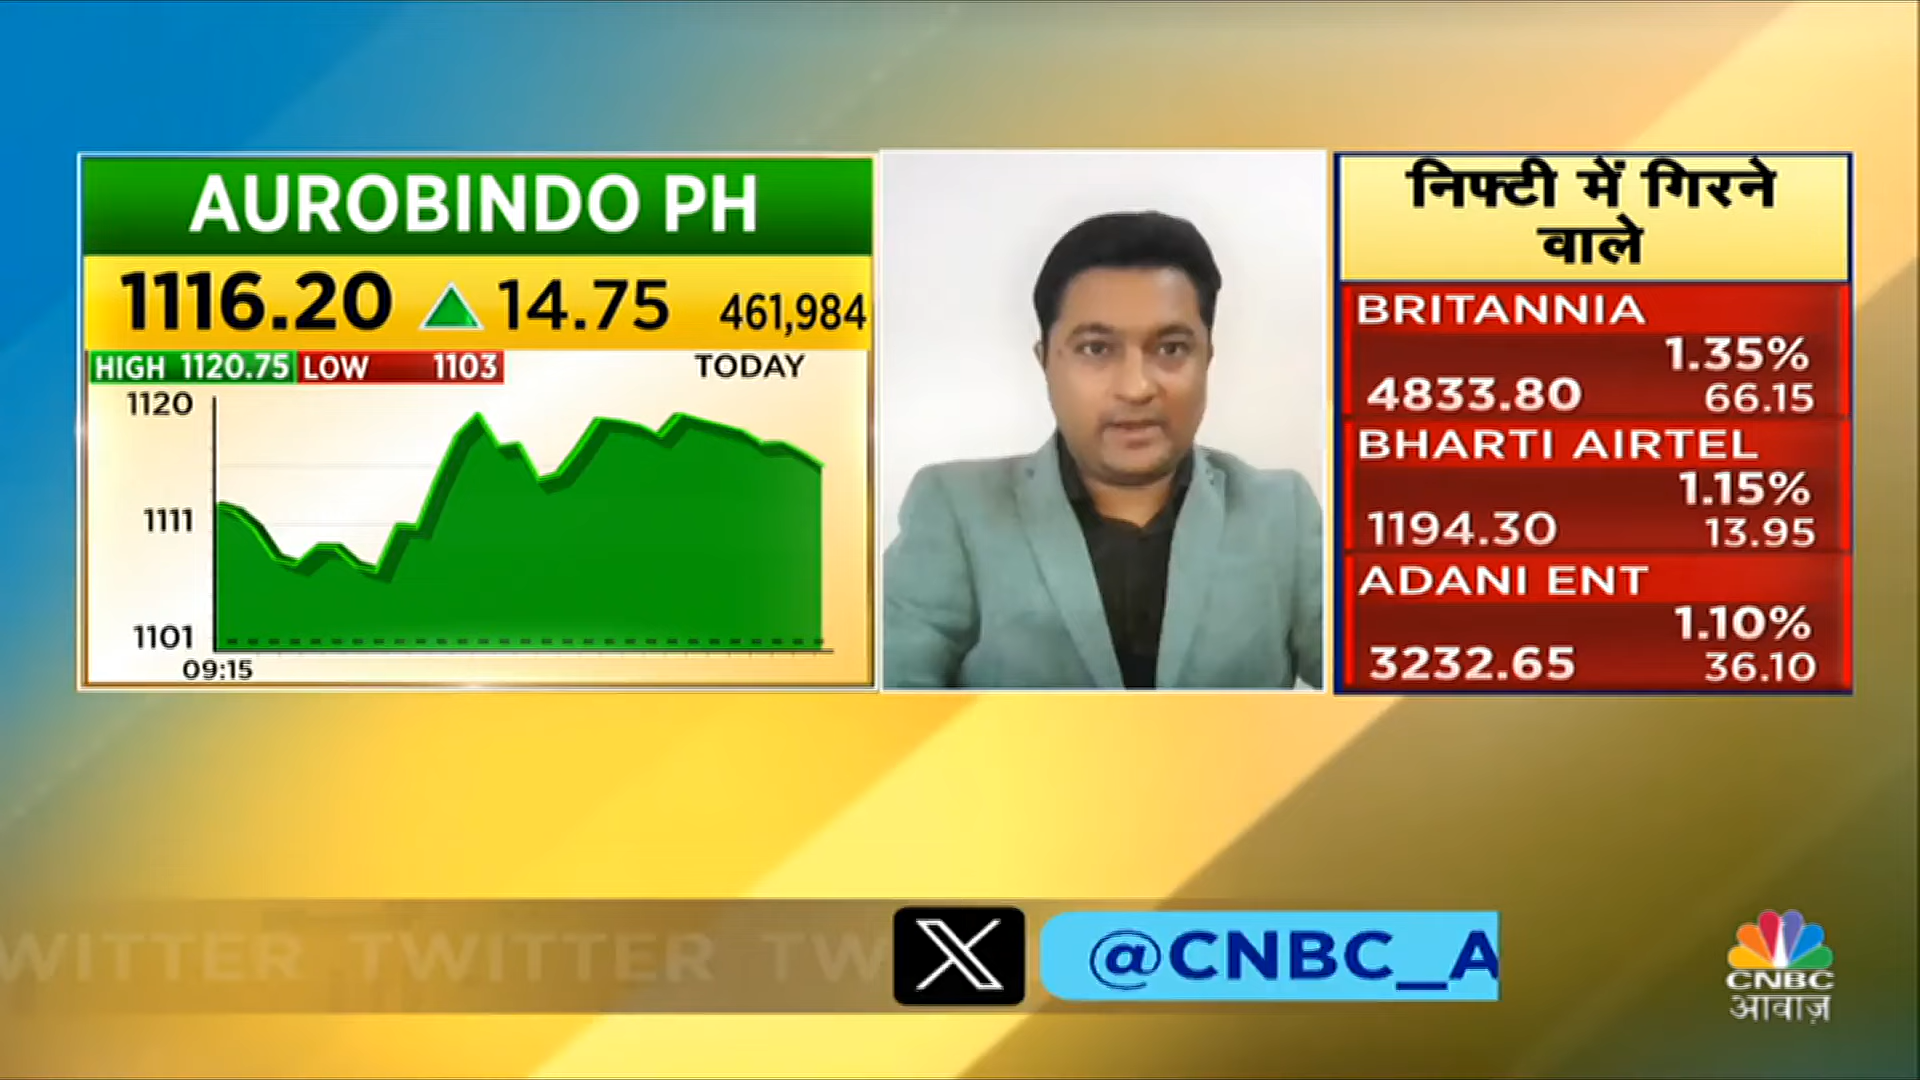 AUROBINDO PH
1116.20 14.75 461,984
HIGH 1120.75 LOW 1103 TODAY
1120
1111
1101
09:15
निफ्टी में गिरने
वाले
BRITANNIA
1.35%
4833.80 66.15
BHARTI AIRTEL
1.15%
1194.30 13.95
ADANI ENT
1.10%
3232.65 36.10
WITTER TWITTER TW
@CNBC_A
CNBC
आवाज़